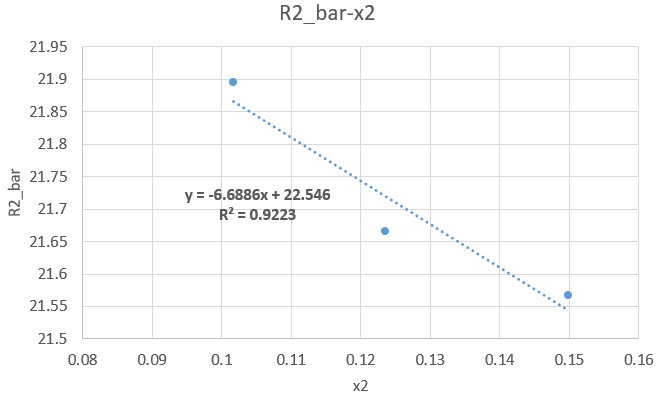 R2_bar-x2
21.95
21.9
21.85
21.8
21.75
21.7
21.65
21.6
21.55
21.5
R2_bar
y = -6.6886x + 22.546
R² = 0.9223
0.08 0.09 0.1 0.11 0.12 0.13 0.14 0.15 0.16
x2